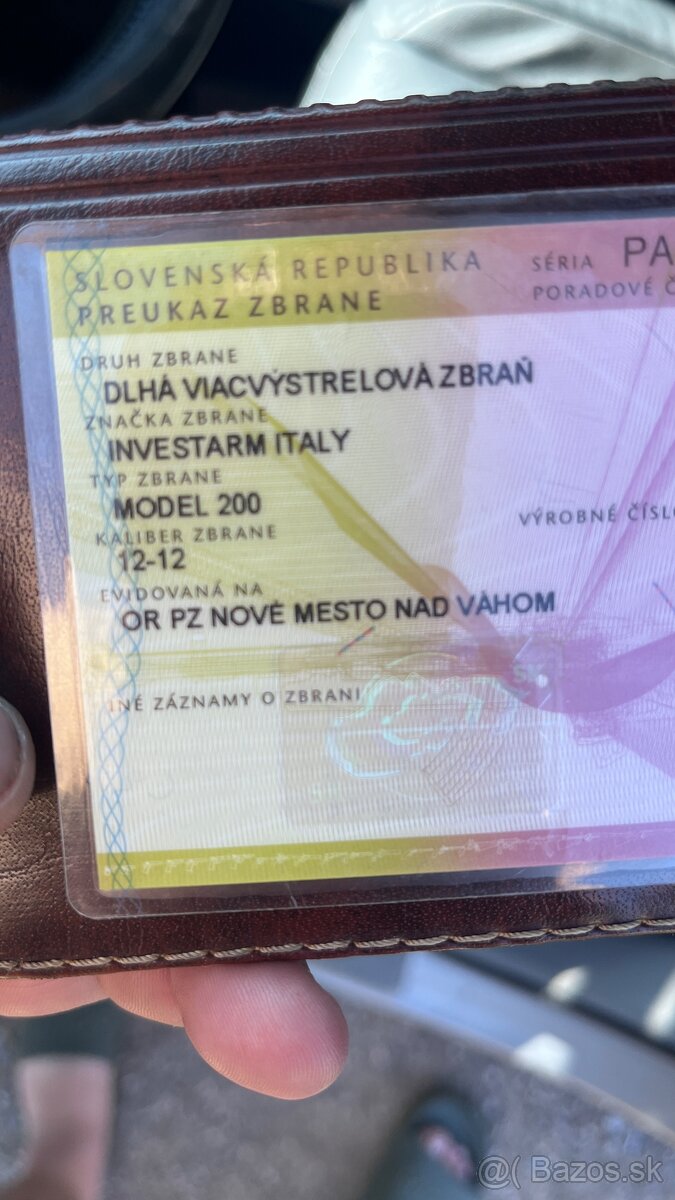 SLOVENSKÁ REPUBLIKA
PREUKAZ ZBRANE
SÉRIA PA
PORADOVÉ Č
DRUH ZBRANE
DLHÁ VIACVÝSTRELOVÁ ZBRAŇ
ZNAČKA ZBRANE
INVESTARM ITALY
TYP ZBRANE
MODEL 200
VÝROBNÉ ČÍSLO
KALIBER ZBRANE
12-12
EVIDOVANÁ NA
OR PZ NOVÉ MESTO NAD VÁHOM
INÉ ZÁZNAMY O ZBRANI
@( Bazos.sk